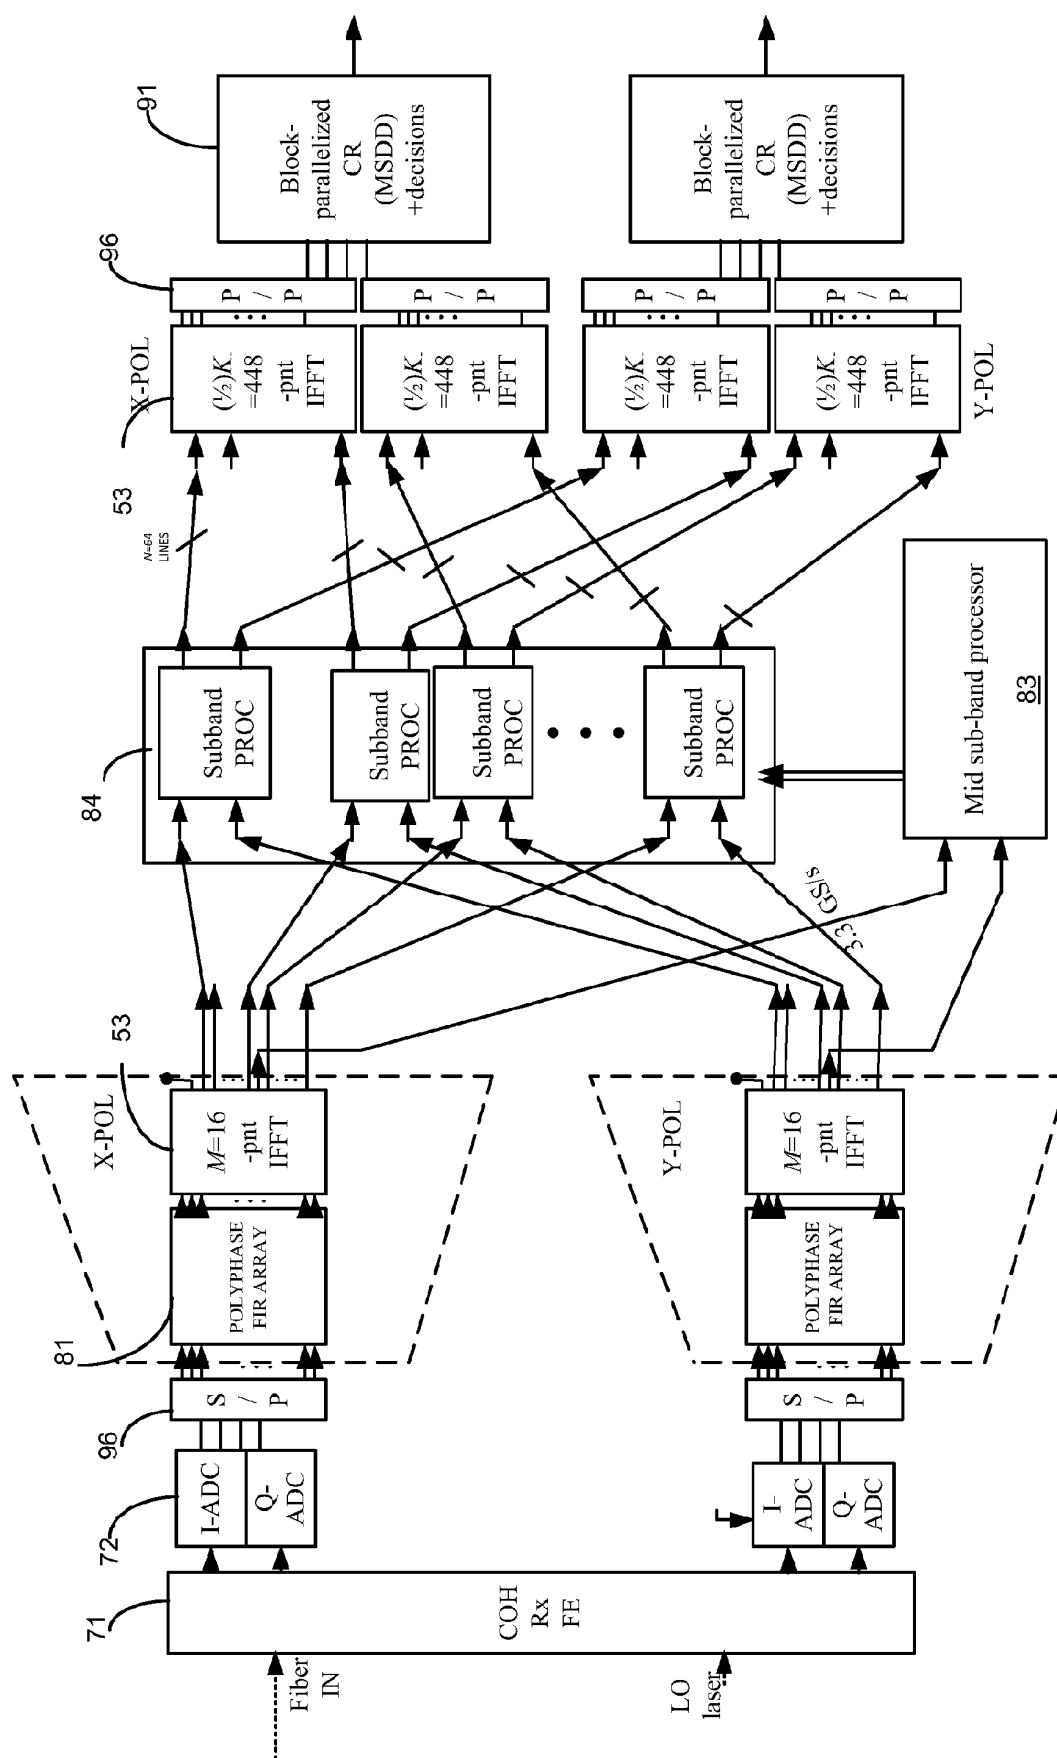 Fiber
IN
LO
laser
71
COH
Rx
FE
72
I-ADC
Q-
ADC
I-
ADC
Q-
ADC
96
S
/
P
S
/
P
81
POLYPHASE
FIR ARRAY
POLYPHASE
FIR ARRAY
X-POL
53
M=16
-pnt
IFFT
Y-POL
M=16
-pnt
IFFT
3.3 GS/s
84
Subband
PROC
Subband
PROC
Subband
PROC
Subband
PROC
Mid sub-band processor
83
N=64
LINES
53
X-POL
(½)K
=448
-pnt
IFFT
(½)K
=448
-pnt
IFFT
(½)K
=448
-pnt
IFFT
(½)K
=448
-pnt
IFFT
Y-POL
96
P
/
P
P
/
P
P
/
P
P
/
P
91
Block-
parallelized
CR
(MSDD)
+decisions
Block-
parallelized
CR
(MSDD)
+decisions